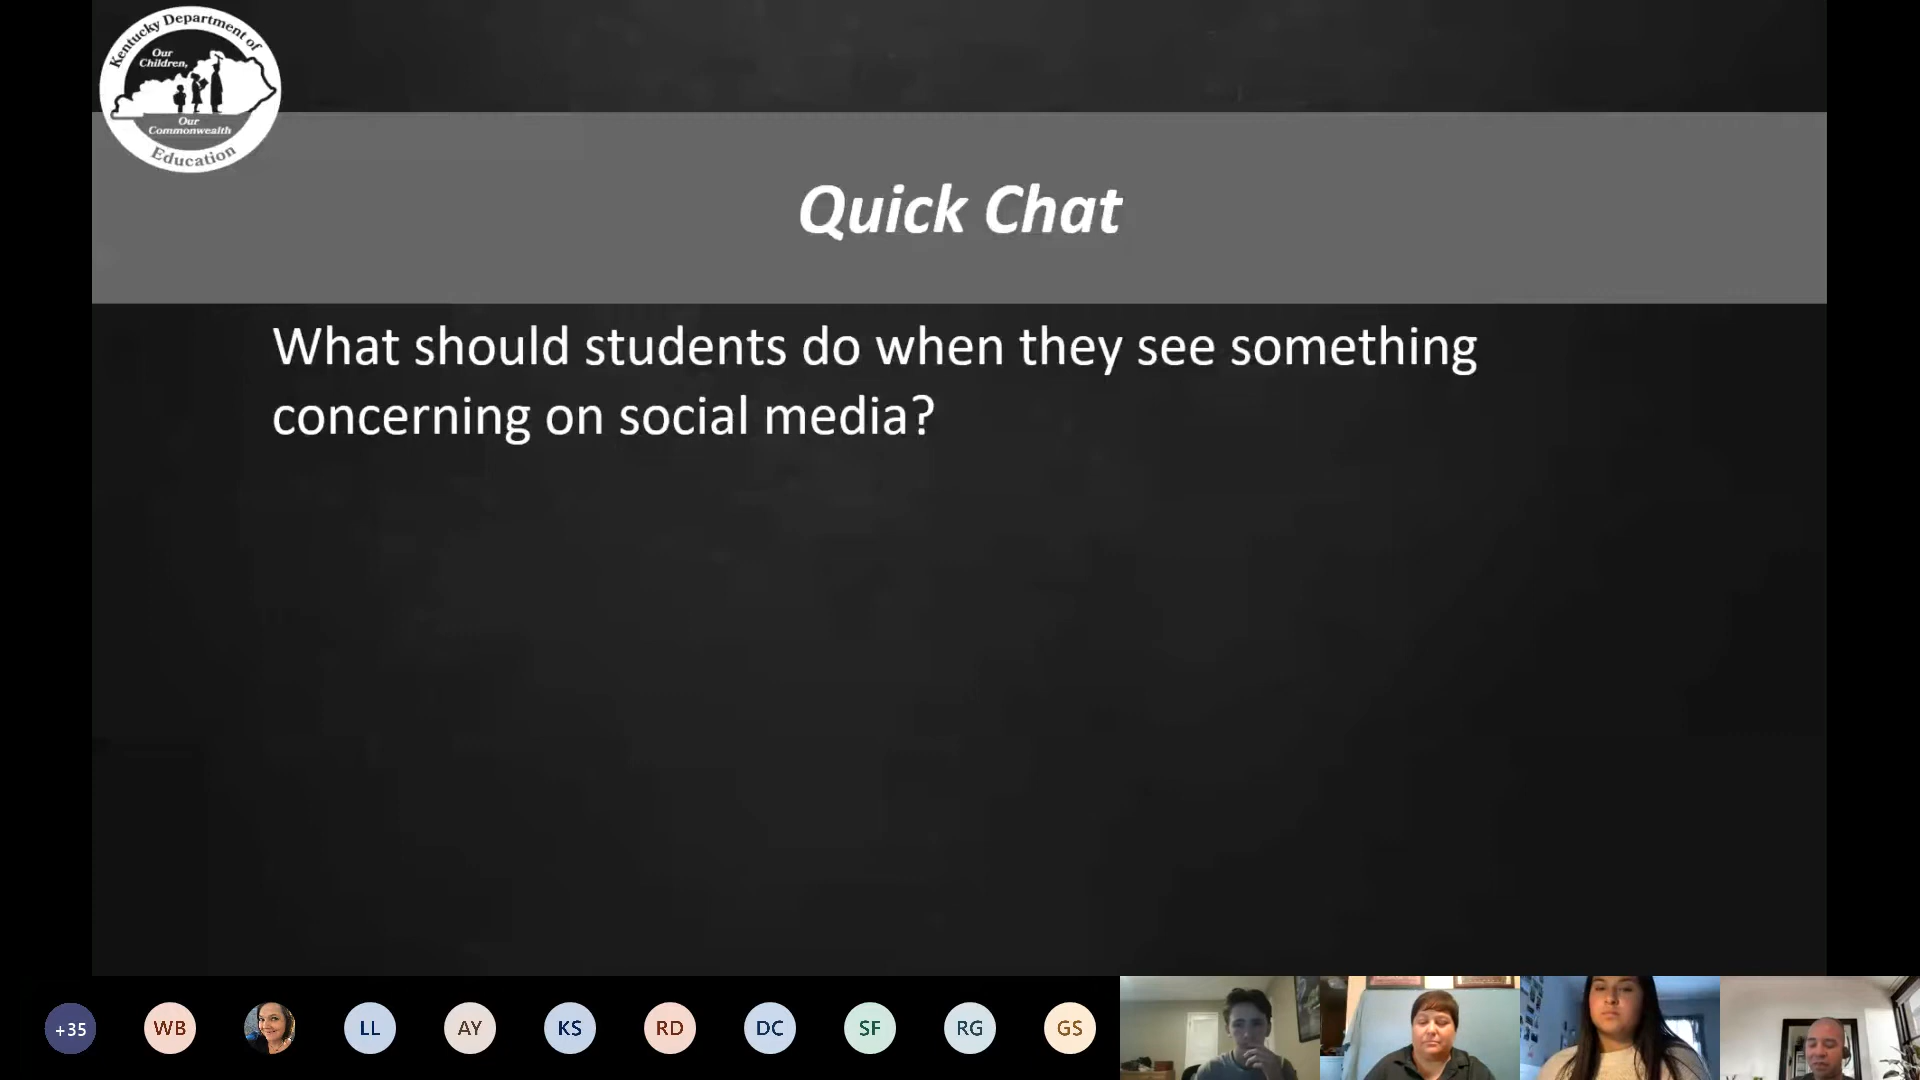 Kentucky Department of
Our
Children,
Our
Commonwealth
Education
Quick Chat
What should students do when they see something
concerning on social media?
+35
WB
LL
AY
KS
RD
DC
SF
RG
GS